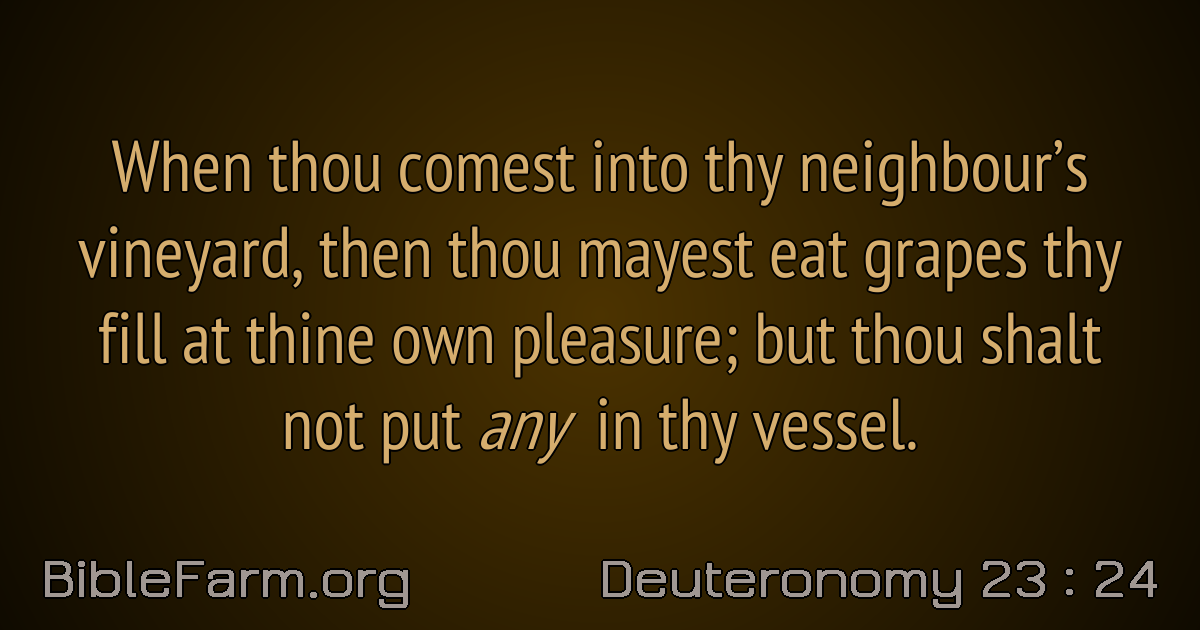 When thou comest into thy neighbour’s
vineyard, then thou mayest eat grapes thy
fill at thine own pleasure; but thou shalt
not put any in thy vessel.
BibleFarm.org
Deuteronomy 23 : 24